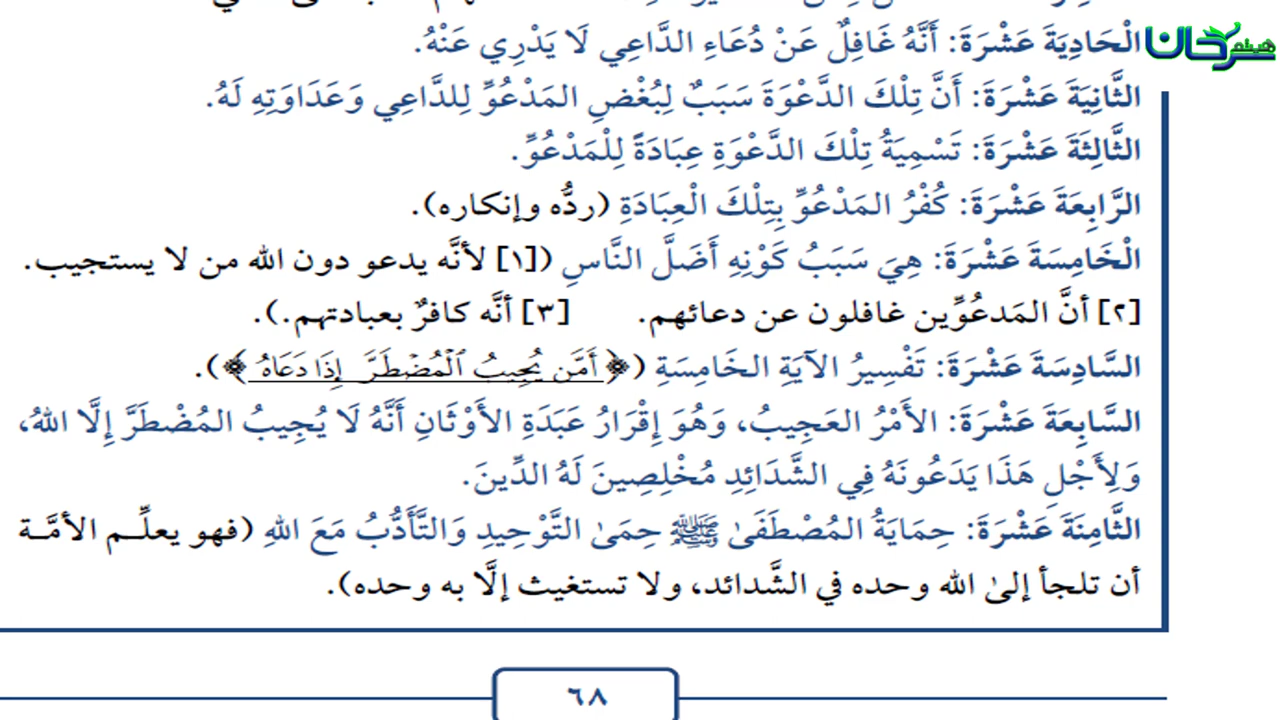 الْحَادِيَةَ عَشْرَةَ: أَنَّهُ غَافِلٌ عَنْ دُعَاءِ الدَّاعِي لَا يَدْرِي عَنْهُ.
هيثم سرحان
الثَّانِيَةَ عَشْرَةَ: أَنَّ تِلْكَ الدَّعْوَةَ سَبَبٌ لِبُغْضِ المَدْعُوِّ لِلدَّاعِي وَعَدَاوَتِهِ لَهُ.
الثَّالِثَةَ عَشْرَةَ: تَسْمِيَةُ تِلْكَ الدَّعْوَةِ عِبَادَةً لِلْمَدْعُوِّ.
الرَّابِعَةَ عَشْرَةَ: كُفْرُ المَدْعُوِّ بِتِلْكَ الْعِبَادَةِ (ردُّه وإنكاره).
الْخَامِسَةَ عَشْرَةَ: هِيَ سَبَبُ كَوْنِهِ أَضَلَّ النَّاسِ ([١] لأنَّه يدعو دون الله من لا يستجيب.
[٢] أنَّ المَدعُوِّين غافلون عن دعائهم. [٣] أنَّه كافرٌ بعبادتهم.).
السَّادِسَةَ عَشْرَةَ: تَفْسِيرُ الآيَةِ الخَامِسَةِ (﴿أَمَّن يُجِيبُ ٱلْمُضْطَرَّ إِذَا دَعَاهُ﴾).
السَّابِعَةَ عَشْرَةَ: الأَمْرُ العَجِيبُ، وَهُوَ إِقْرَارُ عَبَدَةِ الأَوْثَانِ أَنَّهُ لَا يُجِيبُ المُضْطَرَّ إِلَّا اللهُ،
وَلِأَجْلِ هَذَا يَدَعُونَهُ فِي الشَّدَائِدِ مُخْلِصِينَ لَهُ الدِّينَ.
الثَّامِنَةَ عَشْرَةَ: حِمَايَةُ المُصْطَفَىٰ ﷺ حِمَىٰ التَّوْحِيدِ وَالتَّأَدُّبُ مَعَ اللهِ (فهو يعلِّم الأمَّة
أن تلجأ إلىٰ الله وحده في الشَّدائد، ولا تستغيث إلَّا به وحده).
٦٨